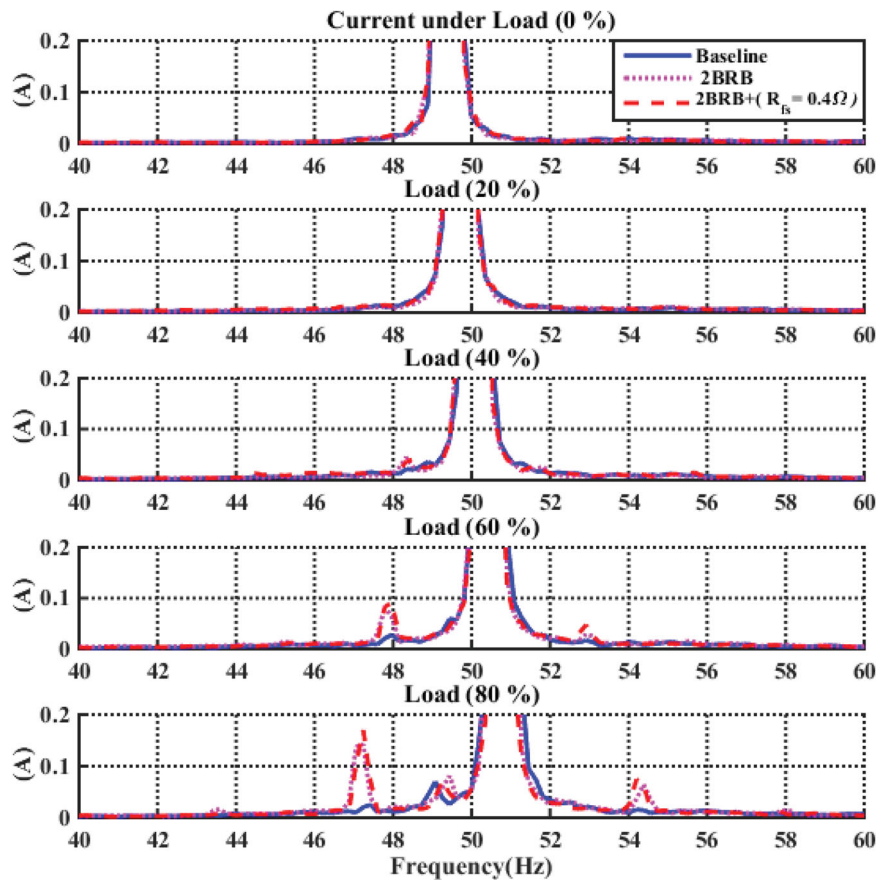 Current under Load (0 %)
0.2
0.1
0
(A)
Baseline
2BRB
2BRB+( R_fs = 0.4Ω )
40 42 44 46 48 50 52 54 56 58 60
Load (20 %)
0.2
0.1
0
(A)
40 42 44 46 48 50 52 54 56 58 60
Load (40 %)
0.2
0.1
0
(A)
40 42 44 46 48 50 52 54 56 58 60
Load (60 %)
0.2
0.1
0
(A)
40 42 44 46 48 50 52 54 56 58 60
Load (80 %)
0.2
0.1
0
(A)
40 42 44 46 48 50 52 54 56 58 60
Frequency(Hz)